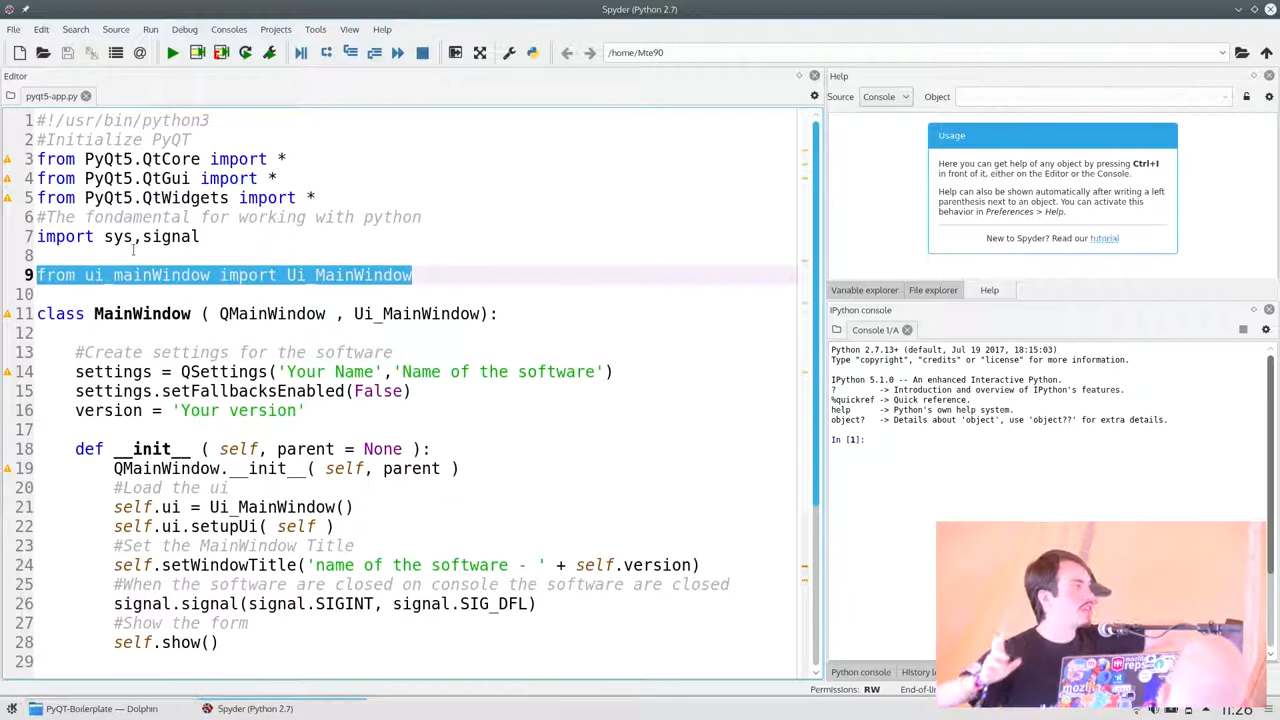 Spyder (Python 2.7)
File Edit Search Source Run Debug Consoles Projects Tools View Help
/home/Mte90
Editor
pyqt5-app.py
1 #!/usr/bin/python3
2 #Initialize PyQT
3 from PyQt5.QtCore import *
4 from PyQt5.QtGui import *
5 from PyQt5.QtWidgets import *
6 #The fondamental for working with python
7 import sys,signal
8
9 from ui_mainWindow import Ui_MainWindow
10
11 class MainWindow ( QMainWindow , Ui_MainWindow):
12
13 #Create settings for the software
14 settings = QSettings('Your Name','Name of the software')
15 settings.setFallbacksEnabled(False)
16 version = 'Your version'
17
18 def __init__ ( self, parent = None ):
19 QMainWindow.__init__( self, parent )
20 #Load the ui
21 self.ui = Ui_MainWindow()
22 self.ui.setupUi( self )
23 #Set the MainWindow Title
24 self.setWindowTitle('name of the software - ' + self.version)
25 #When the software are closed on console the software are closed
26 signal.signal(signal.SIGINT, signal.SIG_DFL)
27 #Show the form
28 self.show()
29
Help
Source Console Object
Usage
Here you can get help of any object by pressing Ctrl+I
in front of it, either on the Editor or the Console.
Help can also be shown automatically after writing a left
parenthesis next to an object. You can activate this
behavior in Preferences > Help.
New to Spyder? Read our tutorial
Variable explorer File explorer Help
IPython console
Console 1/A
Python 2.7.13+ (default, Jul 19 2017, 18:15:03)
Type "copyright", "credits" or "license" for more information.
IPython 5.1.0 -- An enhanced Interactive Python.
? -> Introduction and overview of IPython's features.
%quickref -> Quick reference.
help -> Python's own help system.
object? -> Details about 'object', use 'object??' for extra details.
In [1]:
Python console History l
Permissions: RW End-of-li
mozilla
reps
mozi
PyQT-Boilerplate — Dolphin
Spyder (Python 2.7)
11:26